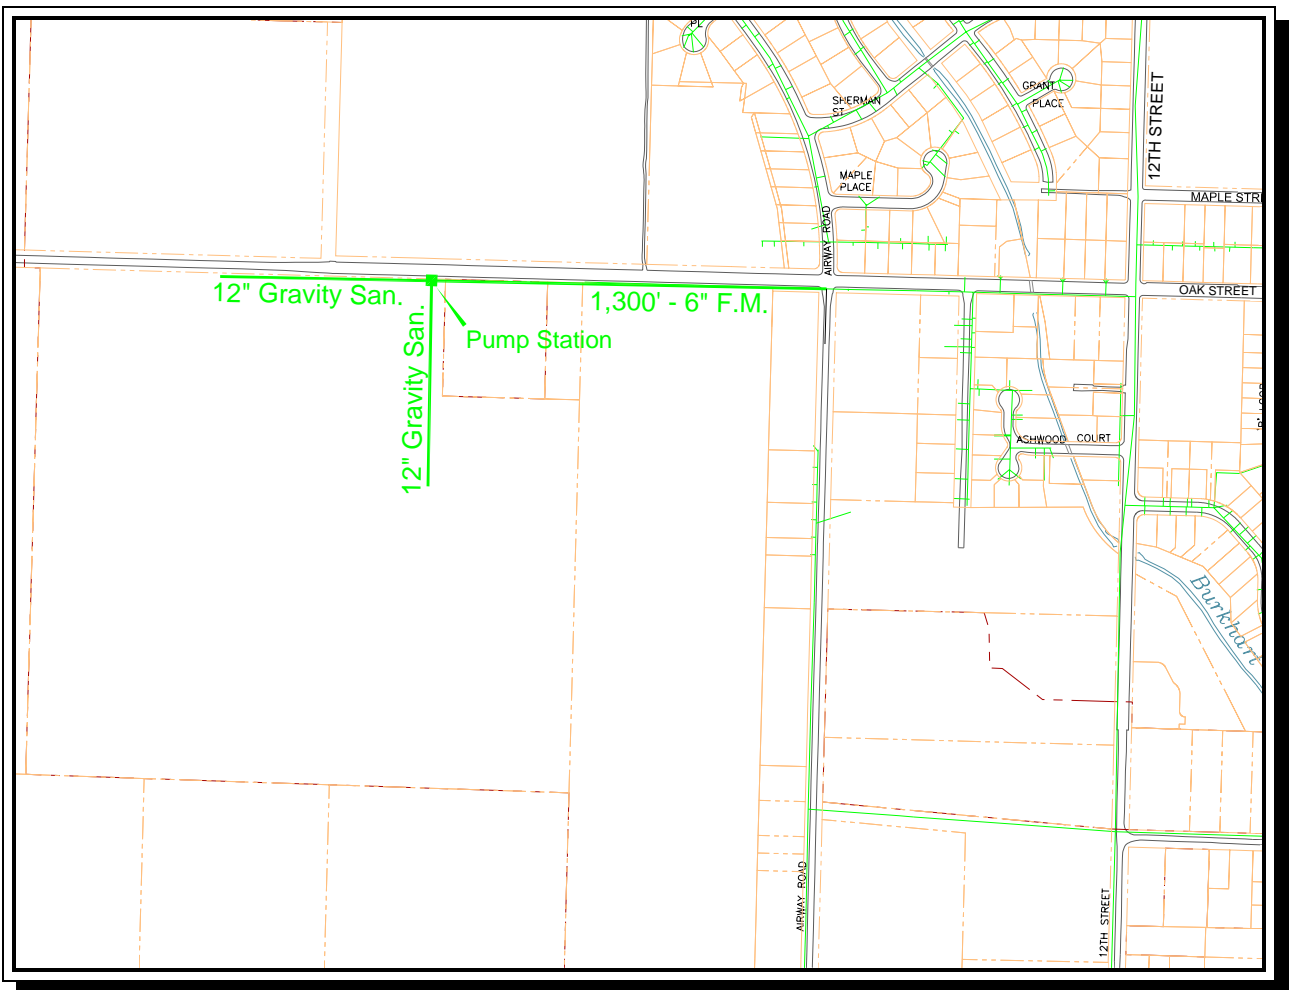 PL
SHERMAN
ST
GRANT
PLACE
12TH STREET
MAPLE
PLACE
MAPLE STRE
AIRWAY ROAD
OAK STREET
12" Gravity San.
1,300' - 6" F.M.
Pump Station
12" Gravity San.
ASHWOOD COURT
Burkhart
AIRWAY ROAD
12TH STREET